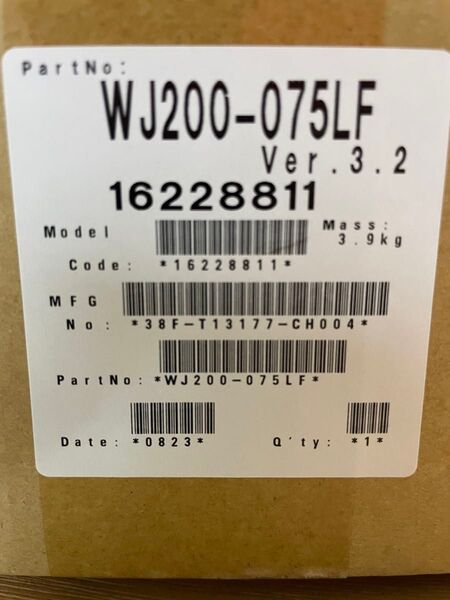 PartNo:
WJ200-075LF
Ver.3.2
16228811
Model
Mass:
3.9kg
Code: *16228811*
MFG
No: *38F-T13177-CH004*
PartNo: *WJ200-075LF*
Date: *0823* Q'ty: *1*